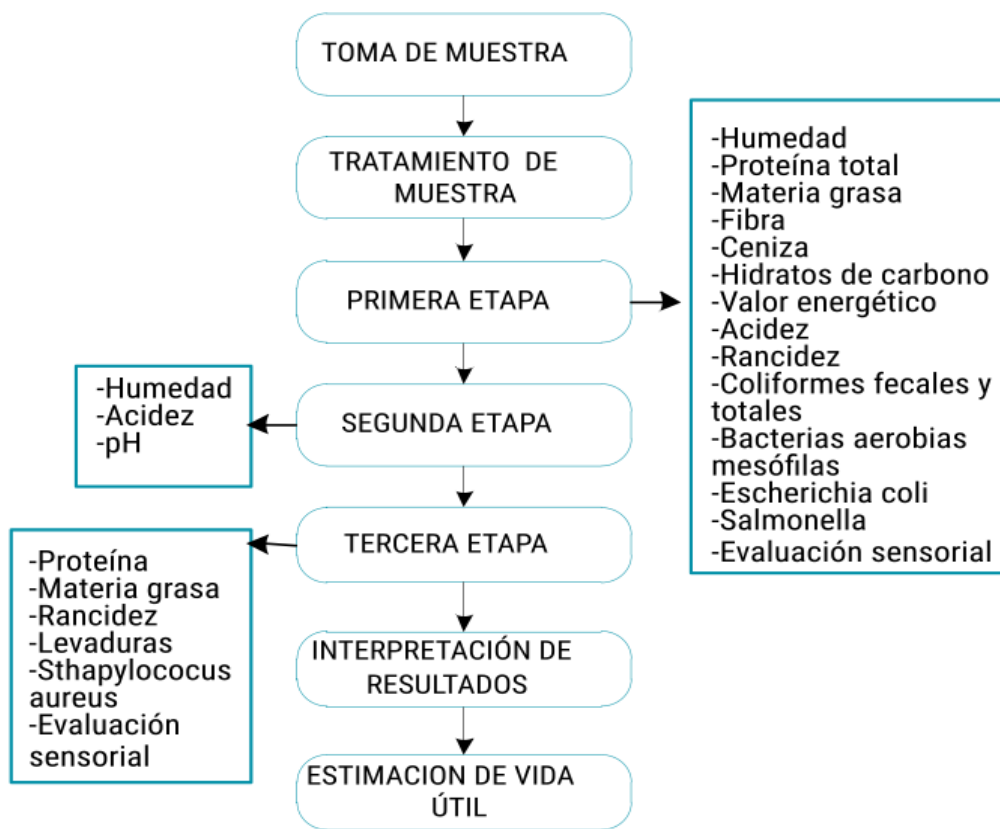 TOMA DE MUESTRA
TRATAMIENTO DE
MUESTRA
PRIMERA ETAPA
-Humedad
-Proteína total
-Materia grasa
-Fibra
-Ceniza
-Hidratos de carbono
-Valor energético
-Acidez
-Rancidez
-Coliformes fecales y
totales
-Bacterias aerobias
mesófilas
-Escherichia coli
-Salmonella
-Evaluación sensorial
SEGUNDA ETAPA
-Humedad
-Acidez
-pH
TERCERA ETAPA
-Proteína
-Materia grasa
-Rancidez
-Levaduras
-Sthapylococus
aureus
-Evaluación
sensorial
INTERPRETACIÓN DE
RESULTADOS
ESTIMACION DE VIDA
ÚTIL